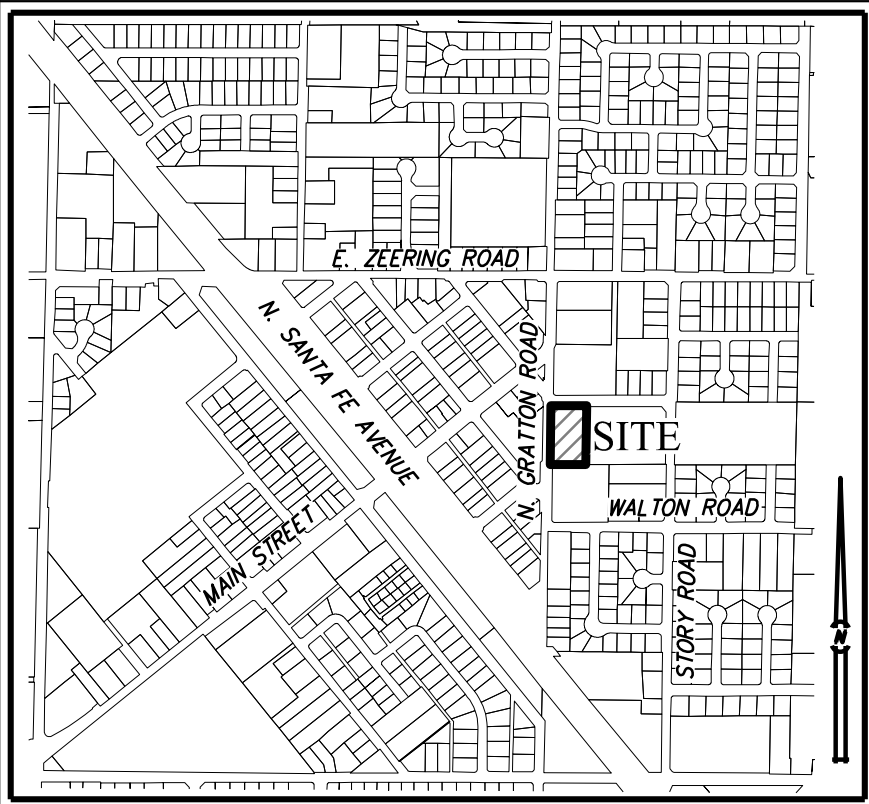 E. ZEERING ROAD
N. SANTA FE AVENUE
N. GRATTON ROAD
SITE
WALTON ROAD
MAIN STREET
STORY ROAD
N